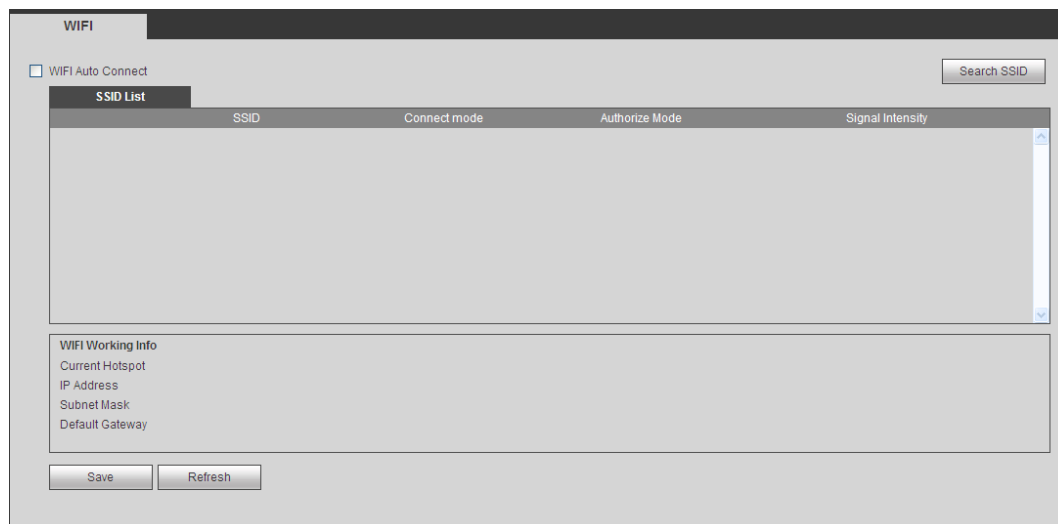 WIFI
WIFI Auto Connect Search SSID
SSID List
SSID Connect mode Authorize Mode Signal Intensity
WIFI Working Info
Current Hotspot
IP Address
Subnet Mask
Default Gateway
Save Refresh